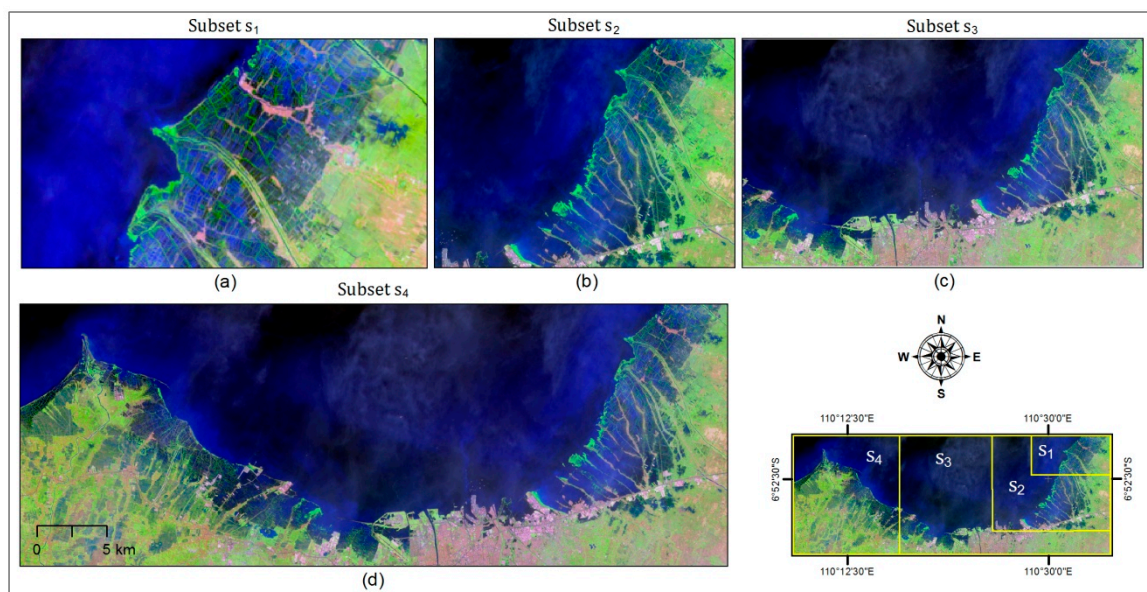 Subset s₁
Subset s₂
Subset s₃
(a)
(b)
(c)
Subset s₄
0 5 km
(d)
N
W E
S
110°12'30"E 110°30'0"E
6°52'30"S
S₄ S₃ S₁
S₂
6°52'30"S
110°12'30"E 110°30'0"E